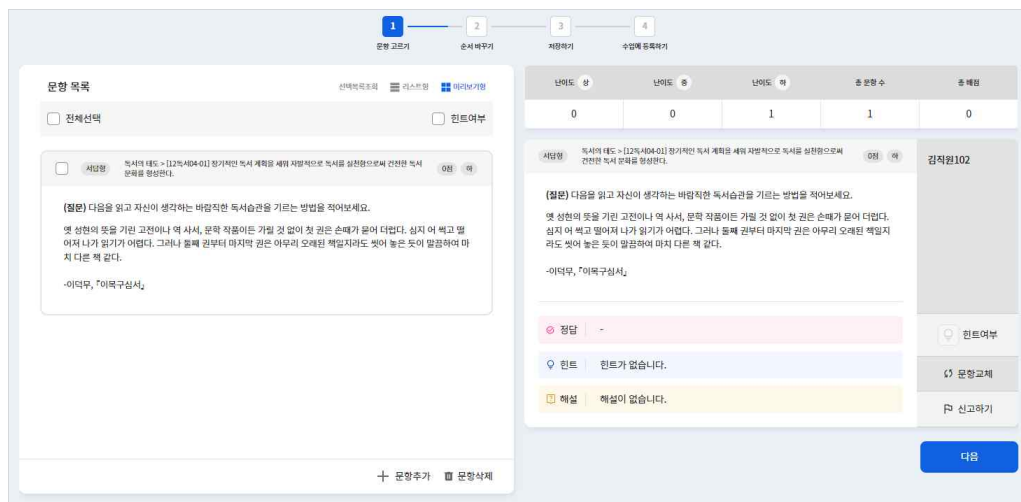 1 2 3 4
문항 고르기 순서 바꾸기 저장하기 수업에 등록하기
문항 목록 선택목록조회 리스트형 미리보기형
전체선택 힌트여부
서답형 독서의 태도 > [12독서04-01] 장기적인 독서 계획을 세워 자발적으로 독서를 실천함으로써 건전한 독서
문화를 형성한다. 0점 하
(질문) 다음을 읽고 자신이 생각하는 바람직한 독서습관을 기르는 방법을 적어보세요.
옛 성현의 뜻을 기린 고전이나 역 사서, 문학 작품이든 가릴 것 없이 첫 권은 손때가 묻어 더럽다. 심지 어 찍고 떨
어져 나가 읽기가 어렵다. 그러나 둘째 권부터 마지막 권은 아무리 오래된 책일지라도 씻어 놓은 듯이 말끔하여 마
치 다른 책 같다.
-이덕무, 『이목구심서』
문항추가 문항삭제
난이도 상 난이도 중 난이도 하 총 문항 수 총 배점
0 0 1 1 0
서답형 독서의 태도 > [12독서04-01] 장기적인 독서 계획을 세워 자발적으로 독서를 실천함으로써
건전한 독서 문화를 형성한다. 0점 하
김직원102
(질문) 다음을 읽고 자신이 생각하는 바람직한 독서습관을 기르는 방법을 적어보세요.
옛 성현의 뜻을 기린 고전이나 역 사서, 문학 작품이든 가릴 것 없이 첫 권은 손때가 묻어 더럽다.
심지 어 찍고 떨어져 나가 읽기가 어렵다. 그러나 둘째 권부터 마지막 권은 아무리 오래된 책일지
라도 씻어 놓은 듯이 말끔하여 마치 다른 책 같다.
-이덕무, 『이목구심서』
정답 -
힌트 힌트가 없습니다.
해설 해설이 없습니다.
힌트여부
문항교체
신고하기
다음